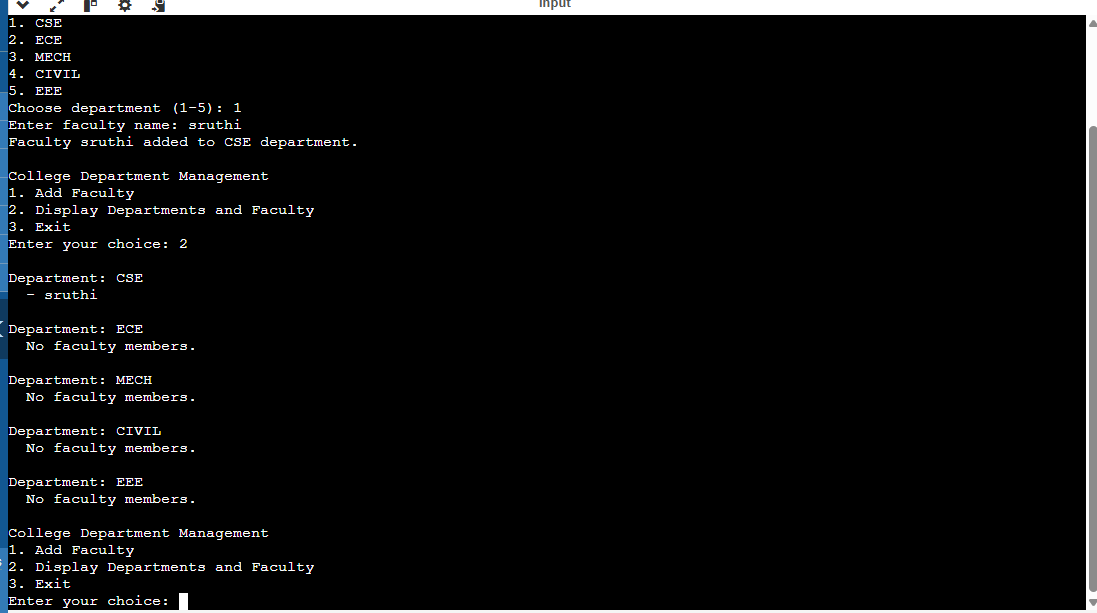 input
1. CSE
2. ECE
3. MECH
4. CIVIL
5. EEE
Choose department (1-5): 1
Enter faculty name: sruthi
Faculty sruthi added to CSE department.
College Department Management
1. Add Faculty
2. Display Departments and Faculty
3. Exit
Enter your choice: 2
Department: CSE
- sruthi
Department: ECE
No faculty members.
Department: MECH
No faculty members.
Department: CIVIL
No faculty members.
Department: EEE
No faculty members.
College Department Management
1. Add Faculty
2. Display Departments and Faculty
3. Exit
Enter your choice: